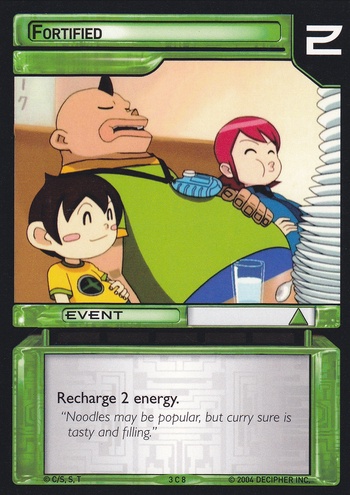 FORTIFIED
2
EVENT
Recharge 2 energy.
"Noodles may be popular, but curry sure is
tasty and filling."
© C/S, S, T
3 C 8
© 2004 DECIPHER INC.